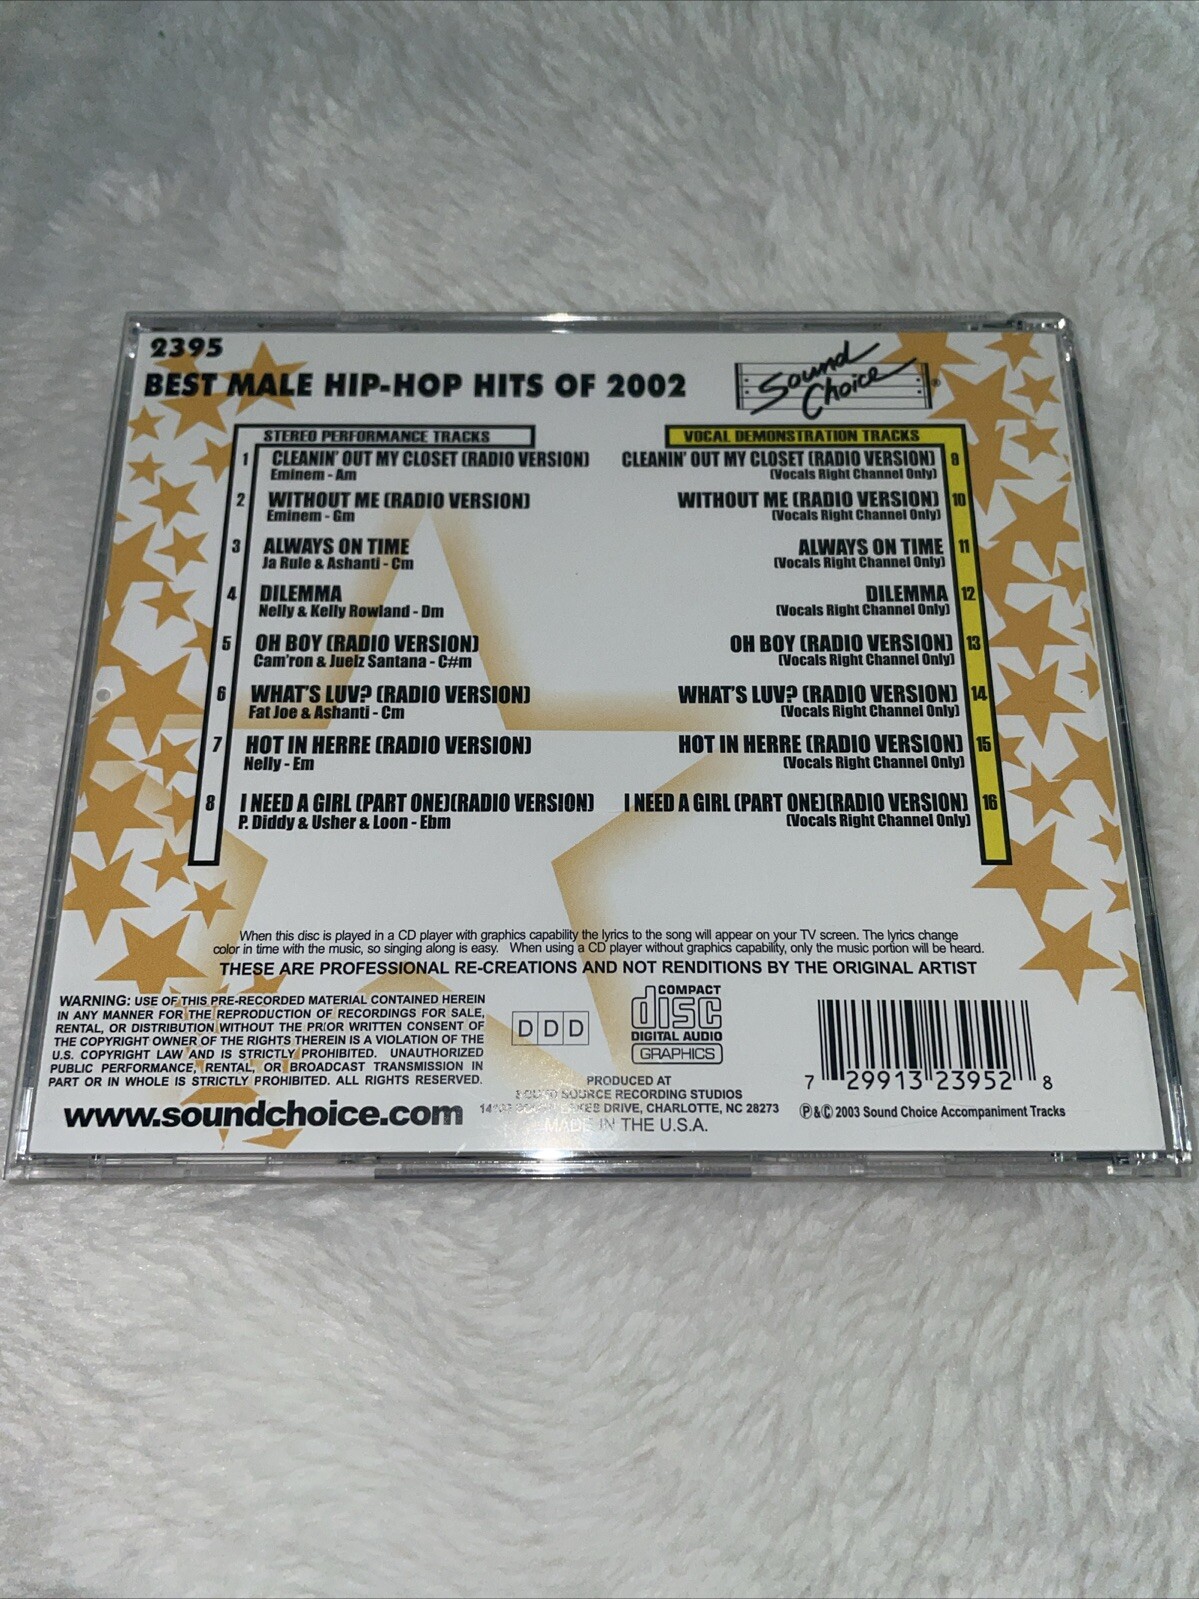 2395
BEST MALE HIP-HOP HITS OF 2002
Sound
Choice®
STEREO PERFORMANCE TRACKS
1 CLEANIN' OUT MY CLOSET (RADIO VERSION)
Eminem - Am
2 WITHOUT ME (RADIO VERSION)
Eminem - Gm
3 ALWAYS ON TIME
Ja Rule & Ashanti - Cm
4 DILEMMA
Nelly & Kelly Rowland - Dm
5 OH BOY (RADIO VERSION)
Cam'ron & Juelz Santana - C#m
6 WHAT'S LUV? (RADIO VERSION)
Fat Joe & Ashanti - Cm
7 HOT IN HERRE (RADIO VERSION)
Nelly - Em
8 I NEED A GIRL (PART ONE)(RADIO VERSION)
P. Diddy & Usher & Loon - Ebm
VOCAL DEMONSTRATION TRACKS
CLEANIN' OUT MY CLOSET (RADIO VERSION) 9
(Vocals Right Channel Only)
WITHOUT ME (RADIO VERSION) 10
(Vocals Right Channel Only)
ALWAYS ON TIME 11
(Vocals Right Channel Only)
DILEMMA 12
(Vocals Right Channel Only)
OH BOY (RADIO VERSION) 13
(Vocals Right Channel Only)
WHAT'S LUV? (RADIO VERSION) 14
(Vocals Right Channel Only)
HOT IN HERRE (RADIO VERSION) 15
(Vocals Right Channel Only)
I NEED A GIRL (PART ONE)(RADIO VERSION) 16
(Vocals Right Channel Only)
When this disc is played in a CD player with graphics capability the lyrics to the song will appear on your TV screen. The lyrics change
color in time with the music, so singing along is easy. When using a CD player without graphics capability, only the music portion will be heard.
THESE ARE PROFESSIONAL RE-CREATIONS AND NOT RENDITIONS BY THE ORIGINAL ARTIST
WARNING: USE OF THIS PRE-RECORDED MATERIAL CONTAINED HEREIN
IN ANY MANNER FOR THE REPRODUCTION OF RECORDINGS FOR SALE,
RENTAL, OR DISTRIBUTION WITHOUT THE PRIOR WRITTEN CONSENT OF
THE COPYRIGHT OWNER OF THE RIGHTS THEREIN IS A VIOLATION OF THE
U.S. COPYRIGHT LAW AND IS STRICTLY PROHIBITED. UNAUTHORIZED
PUBLIC PERFORMANCE, RENTAL, OR BROADCAST TRANSMISSION IN
PART OR IN WHOLE IS STRICTLY PROHIBITED. ALL RIGHTS RESERVED.
www.soundchoice.com
D D D
COMPACT
disc
DIGITAL AUDIO
GRAPHICS
PRODUCED AT
SOURCE RECORDING STUDIOS
DRIVE, CHARLOTTE, NC 28273
MADE IN THE U.S.A.
7 29913 23952 8
℗&© 2003 Sound Choice Accompaniment Tracks